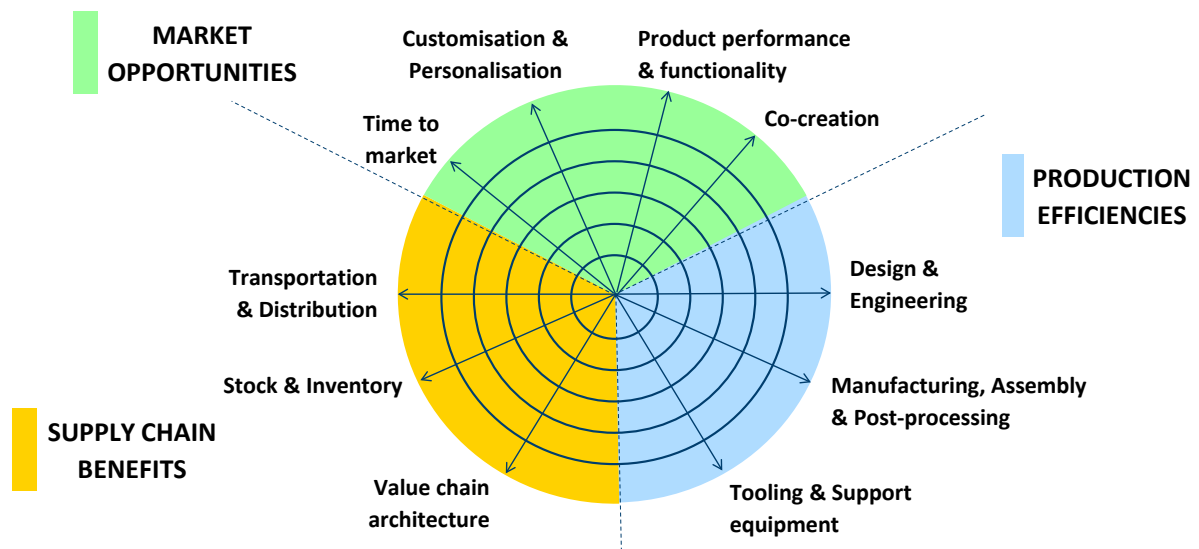 MARKET
OPPORTUNITIES
Customisation &
Personalisation
Product performance
& functionality
Time to
market
Co-creation
PRODUCTION
EFFICIENCIES
Transportation
& Distribution
Design &
Engineering
Stock & Inventory
Manufacturing, Assembly
& Post-processing
SUPPLY CHAIN
BENEFITS
Value chain
architecture
Tooling & Support
equipment